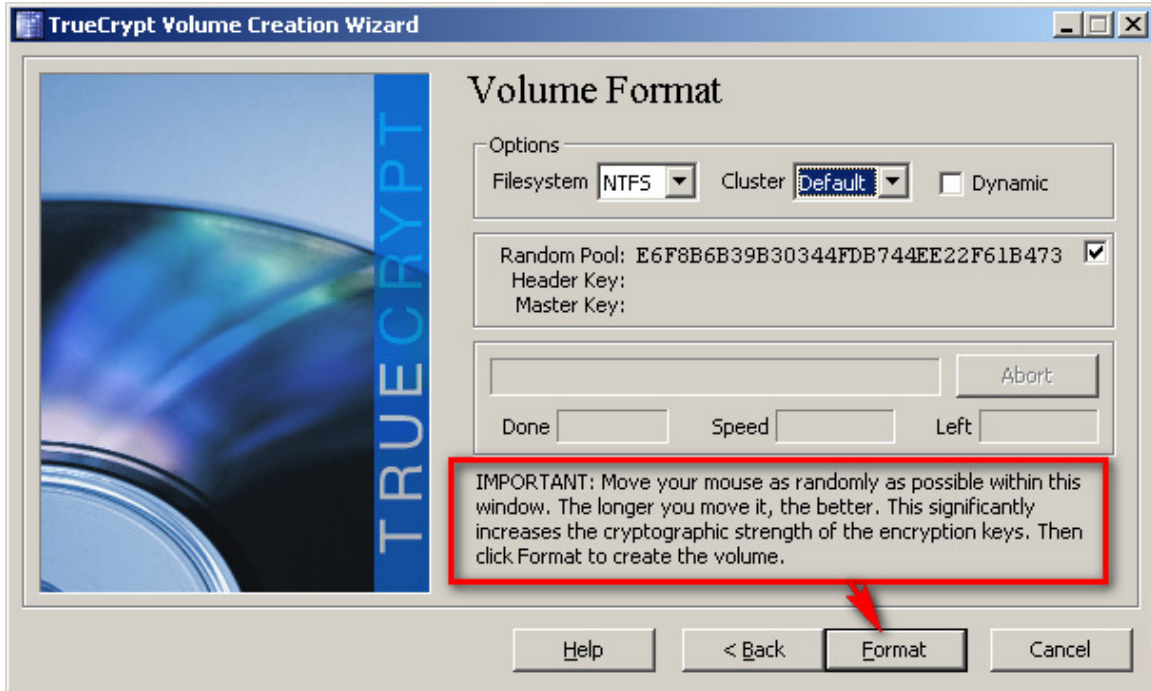 TrueCrypt Volume Creation Wizard
TRUECRYPT
Volume Format
Options
Filesystem NTFS Cluster Default Dynamic
Random Pool: E6F8B6B39B30344FDB744EE22F61B473
Header Key:
Master Key:
Abort
Done Speed Left
IMPORTANT: Move your mouse as randomly as possible within this
window. The longer you move it, the better. This significantly
increases the cryptographic strength of the encryption keys. Then
click Format to create the volume.
Help < Back Format Cancel